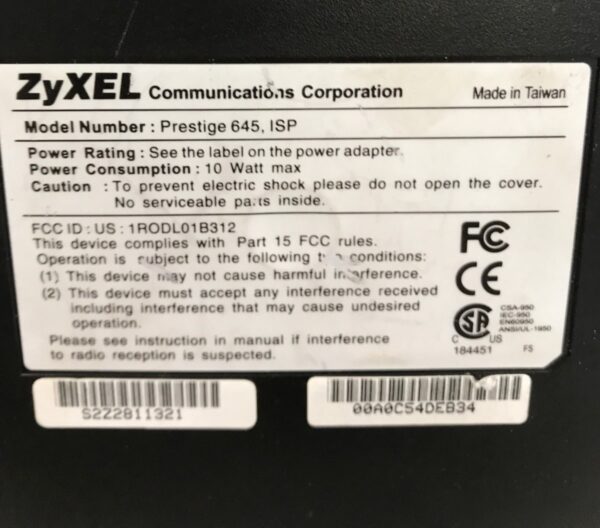 ZyXEL Communications Corporation Made in Taiwan
Model Number : Prestige 645, ISP
Power Rating : See the label on the power adapter.
Power Consumption : 10 Watt max
Caution : To prevent electric shock please do not open the cover.
No serviceable parts inside.
FCC ID : US : 1RODL01B312
This device complies with Part 15 FCC rules.
Operation is subject to the following conditions:
(1) This device may not cause harmful interference.
(2) This device must accept any interference received
including interference that may cause undesired
operation.
Please see instruction in manual if interference
to radio reception is suspected.
FC
CE
CSA-950
IEC-950
EN60950
ANSI/UL-1950
SA
C US
184451 FS
S2Z2811321
00A0C54DEB34